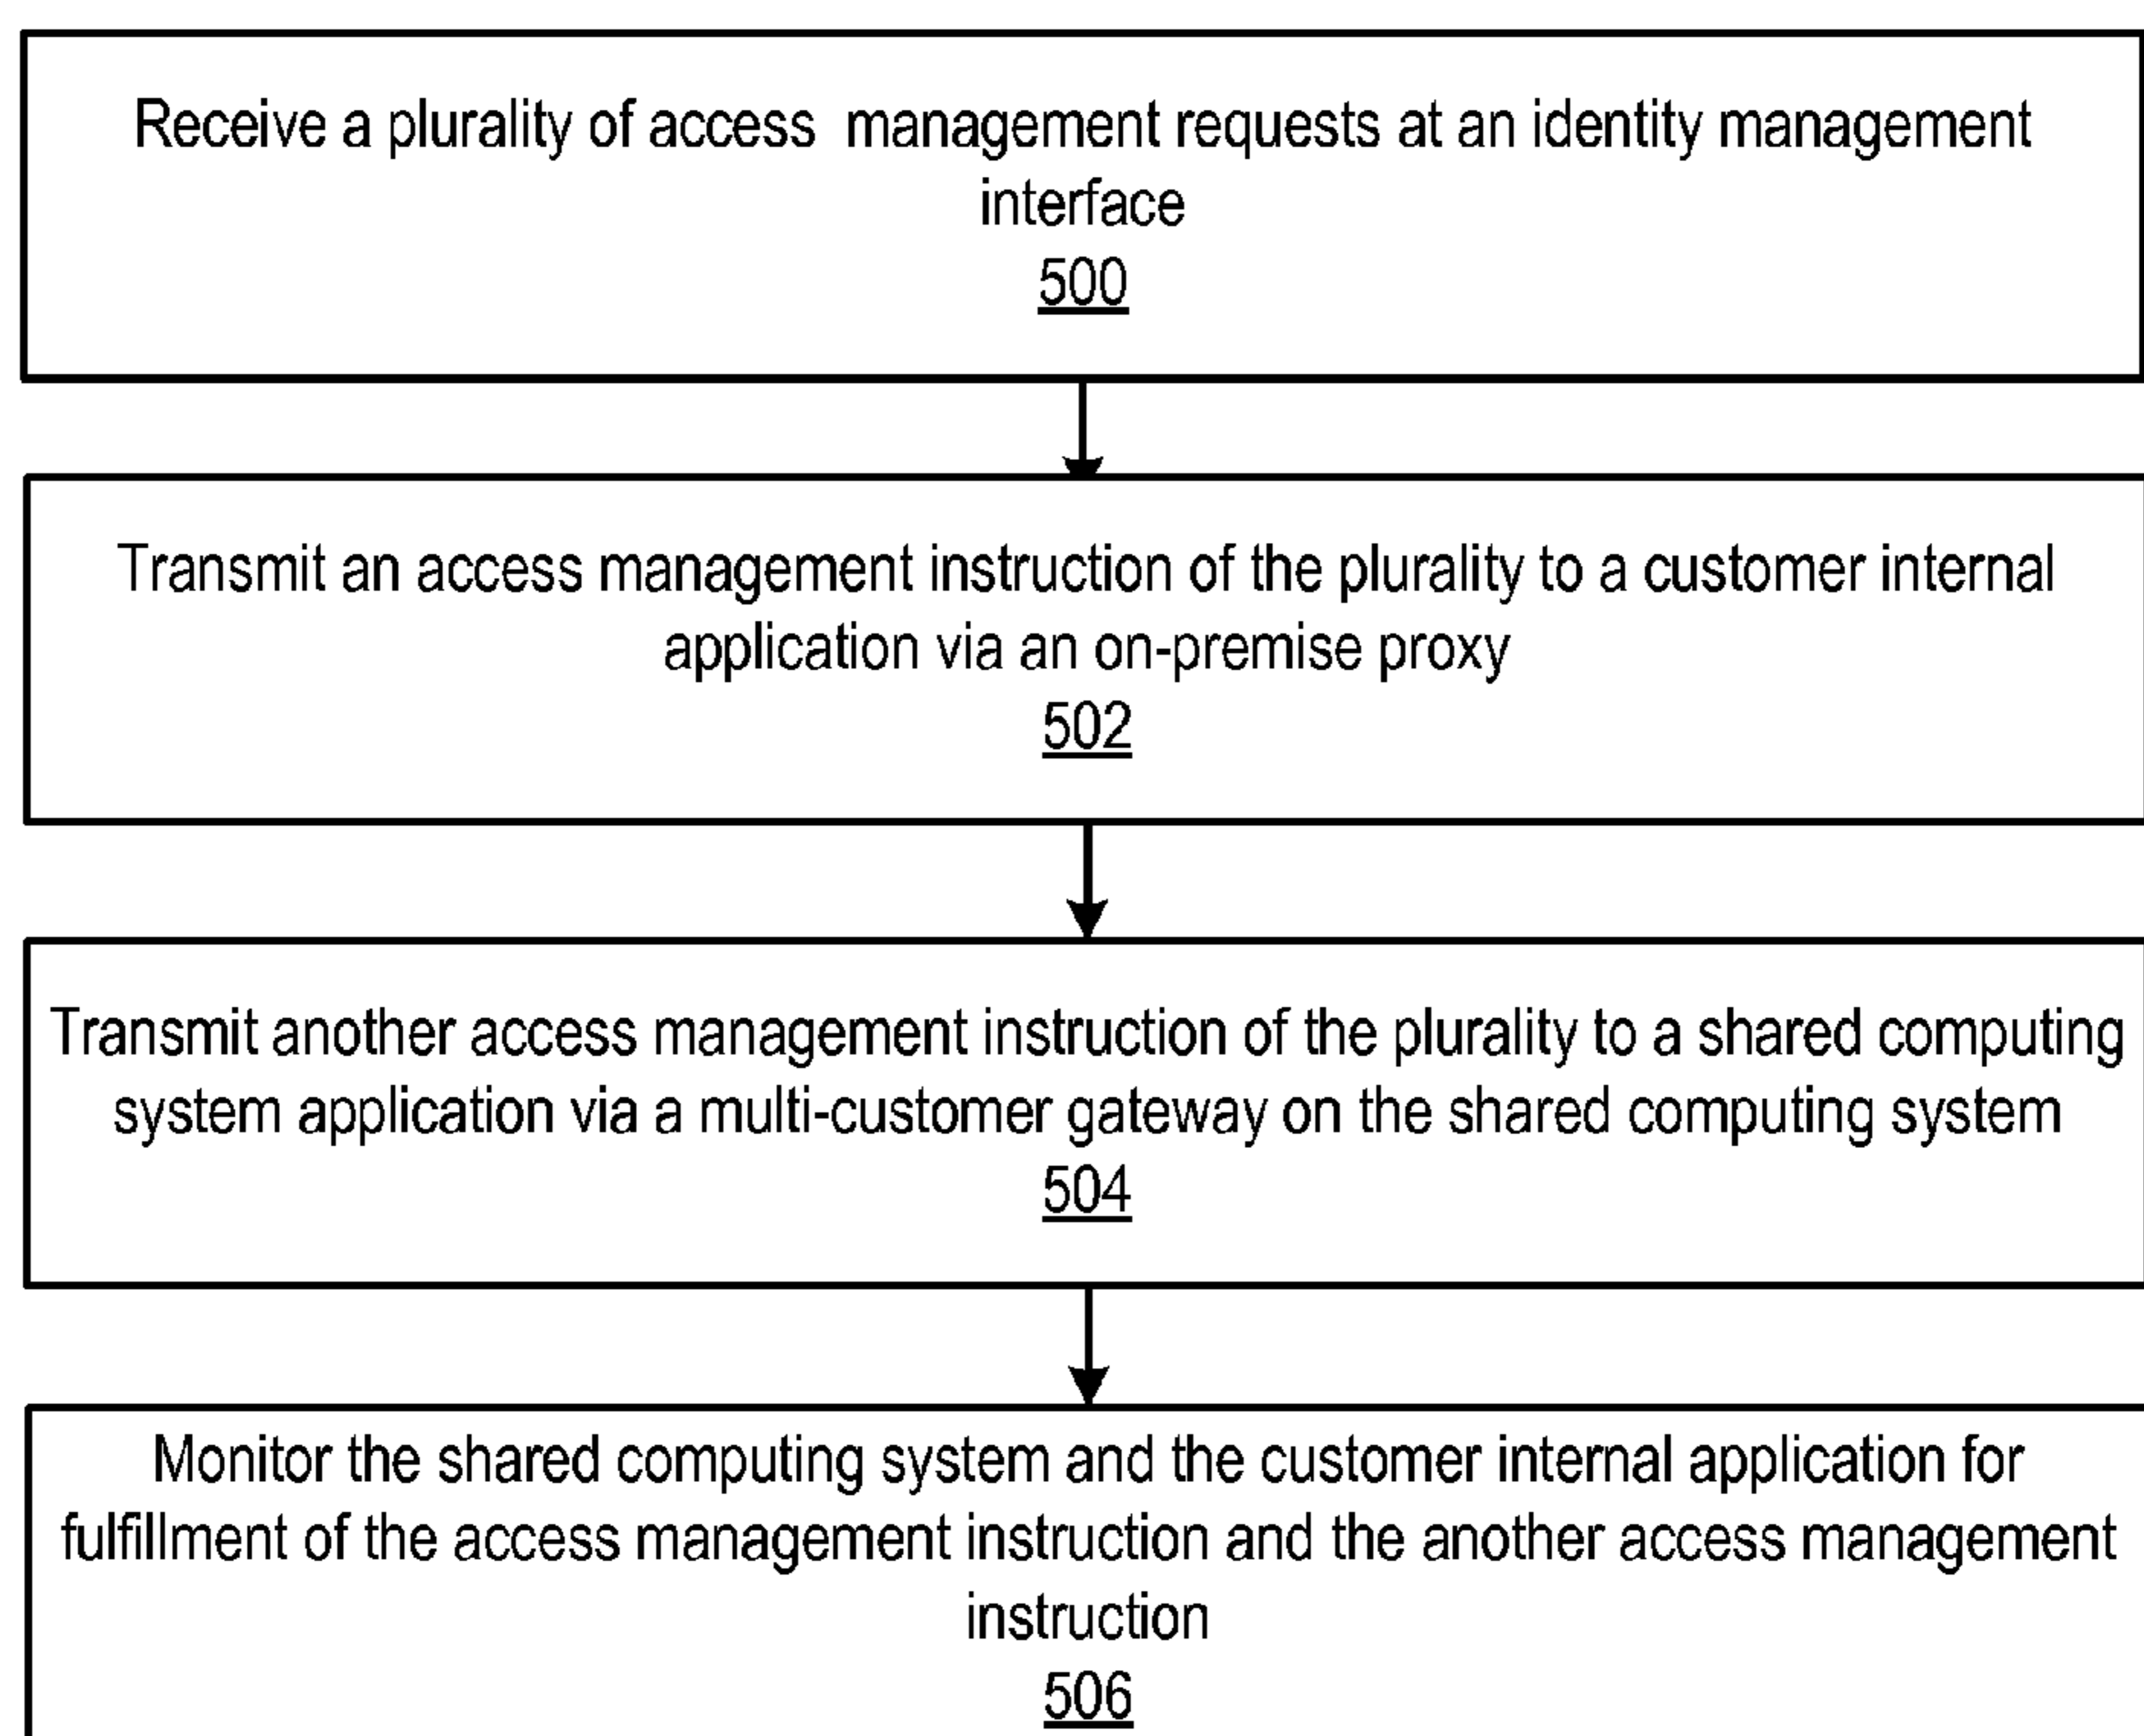 Receive a plurality of access management requests at an identity management
interface
500
Transmit an access management instruction of the plurality to a customer internal
application via an on-premise proxy
502
Transmit another access management instruction of the plurality to a shared computing
system application via a multi-customer gateway on the shared computing system
504
Monitor the shared computing system and the customer internal application for
fulfillment of the access management instruction and the another access management
instruction
506